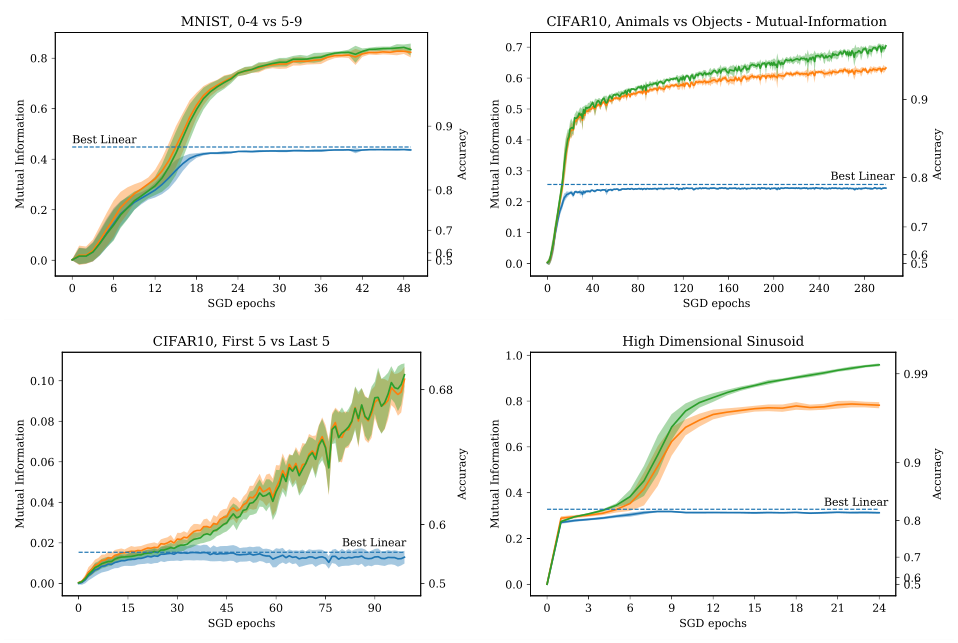 MNIST, 0-4 vs 5-9
Mutual Information
0.8
0.6
0.4
0.2
0.0
Best Linear
0.9
0.8
0.7
0.6
0.5
Accuracy
0 6 12 18 24 30 36 42 48
SGD epochs
CIFAR10, Animals vs Objects - Mutual-Information
Mutual Information
0.7
0.6
0.5
0.4
0.3
0.2
0.1
0.0
Best Linear
0.9
0.8
0.7
0.6
0.5
Accuracy
0 40 80 120 160 200 240 280
SGD epochs
CIFAR10, First 5 vs Last 5
Mutual Information
0.10
0.08
0.06
0.04
0.02
0.00
Best Linear
0.68
0.6
0.5
Accuracy
0 15 30 45 60 75 90
SGD epochs
High Dimensional Sinusoid
Mutual Information
1.0
0.8
0.6
0.4
0.2
0.0
Best Linear
0.99
0.9
0.8
0.7
0.6
0.5
Accuracy
0 3 6 9 12 15 18 21 24
SGD epochs